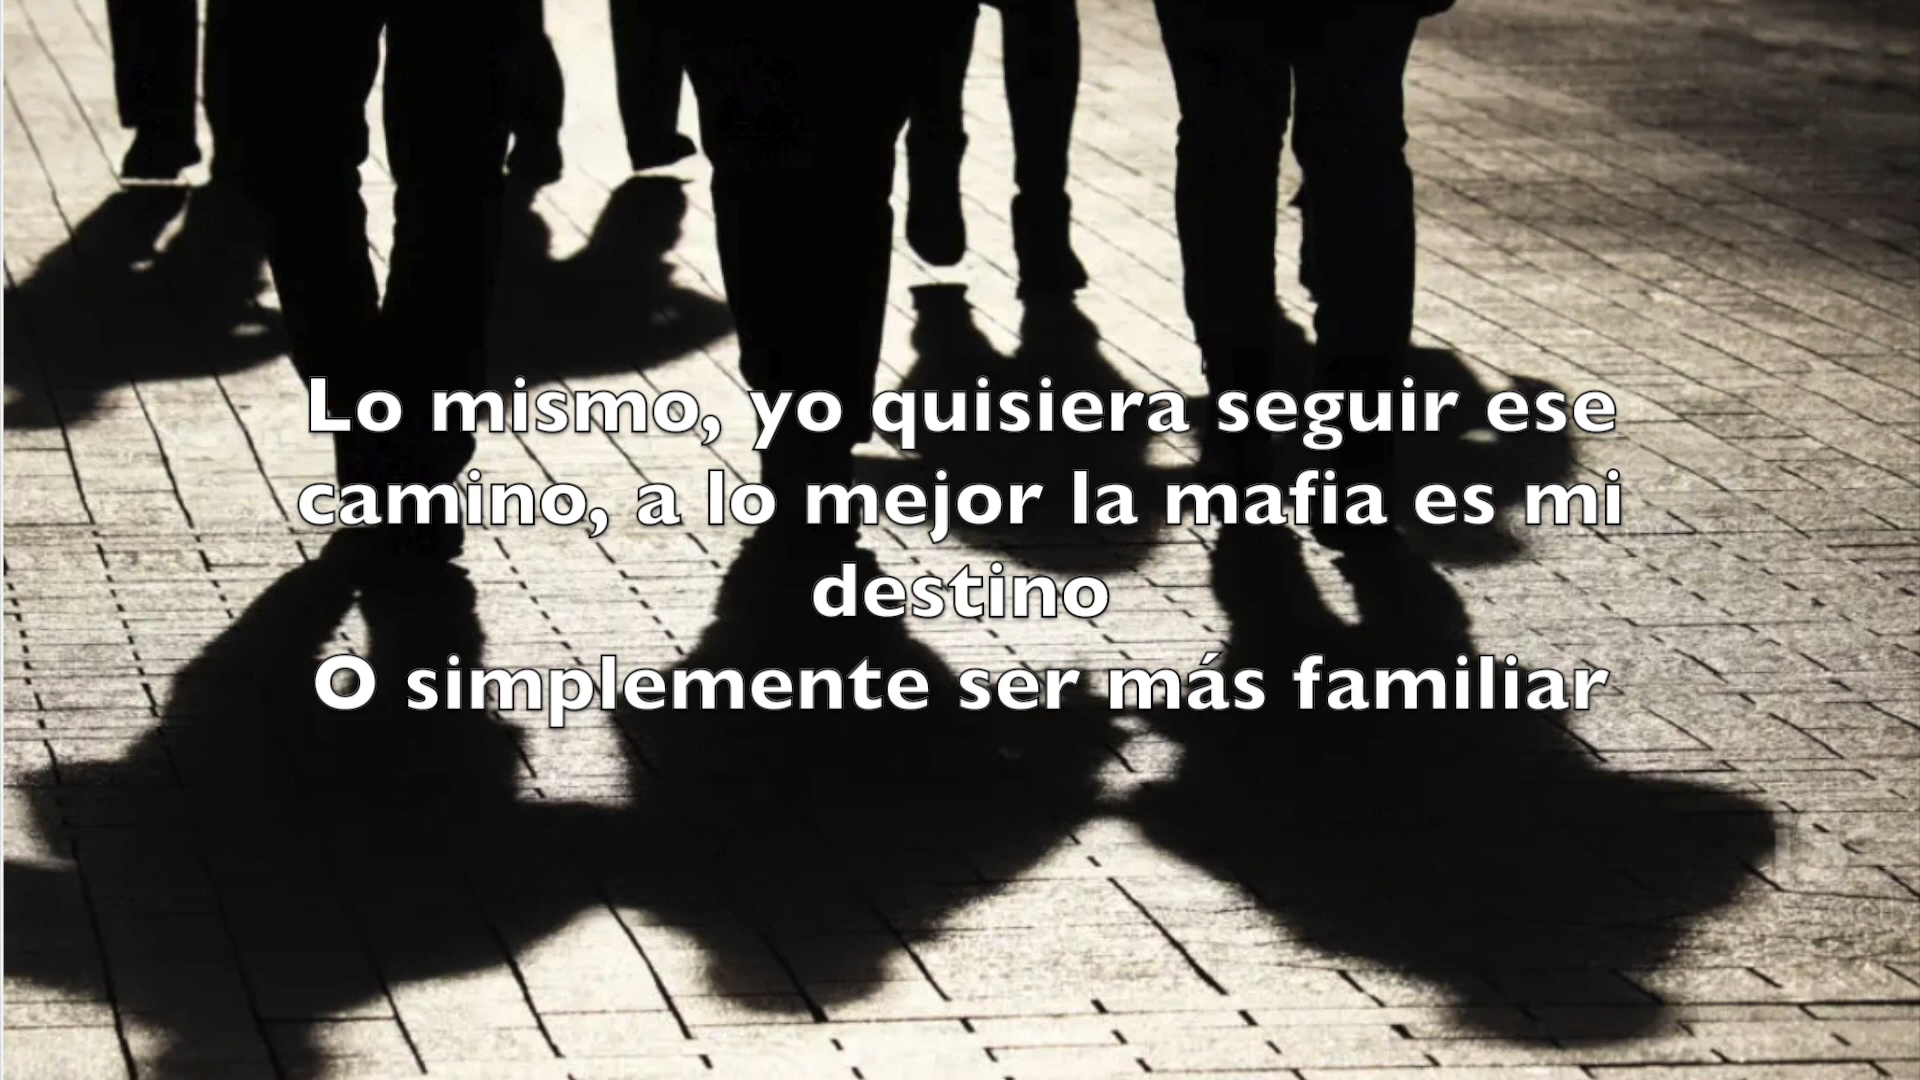 Lo mismo, yo quisiera seguir ese
camino, a lo mejor la mafia es mi
destino
O simplemente ser más familiar